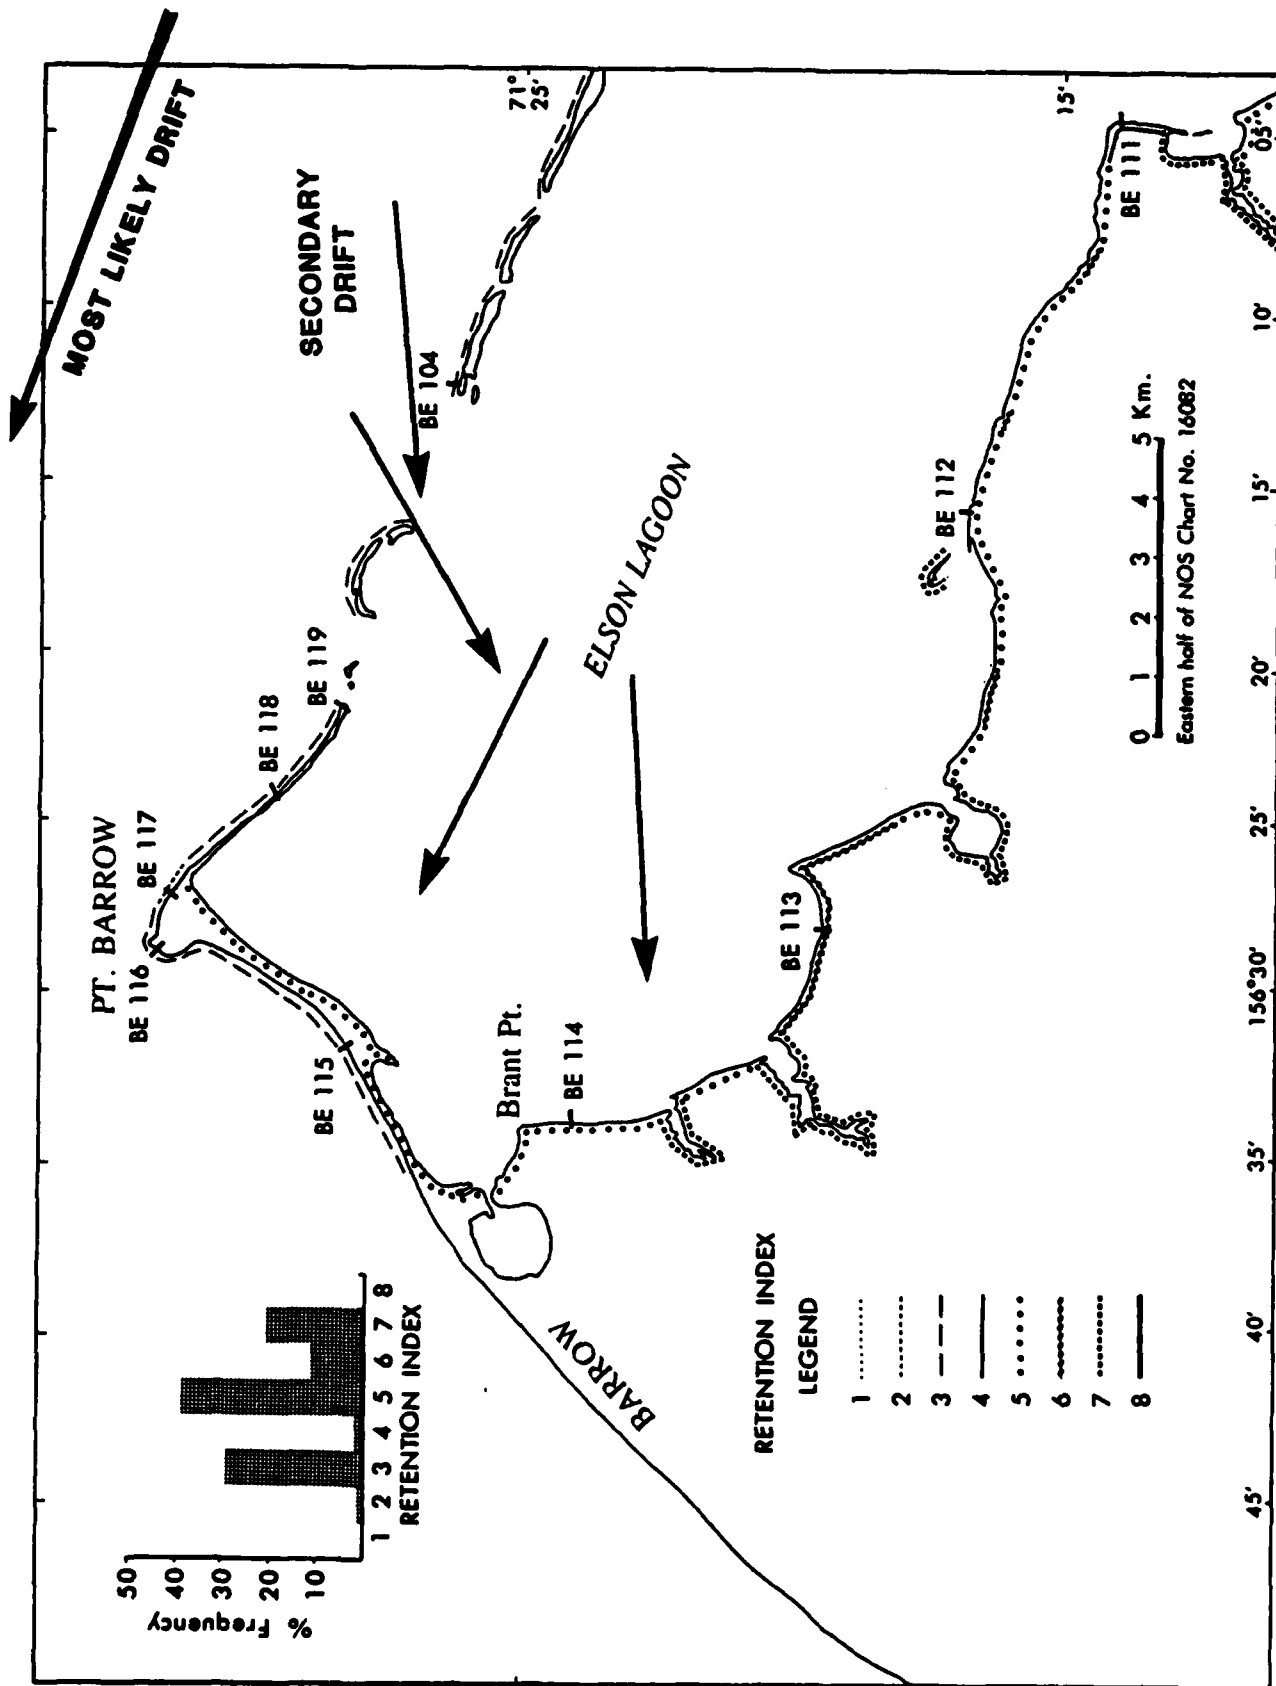 MOST LIKELY DRIFT
SECONDARY
DRIFT
71°
25'
BE 104
PT. BARROW
BE 116
BE 117
BE 118
BE 119
BE 115
ELSON LAGOON
Brant Pt.
BE 114
BE 113
BE 112
BE 111
15'
BARROW
% Frequency
50
40
30
20
10
1 2 3 4 5 6 7 8
RETENTION INDEX
RETENTION INDEX
LEGEND
1
2
3
4
5
6
7
8
0 1 2 3 4 5 Km.
Eastern half of NOS Chart No. 16082
45'
40'
35'
156°30'
25'
20'
15'
10'
05'